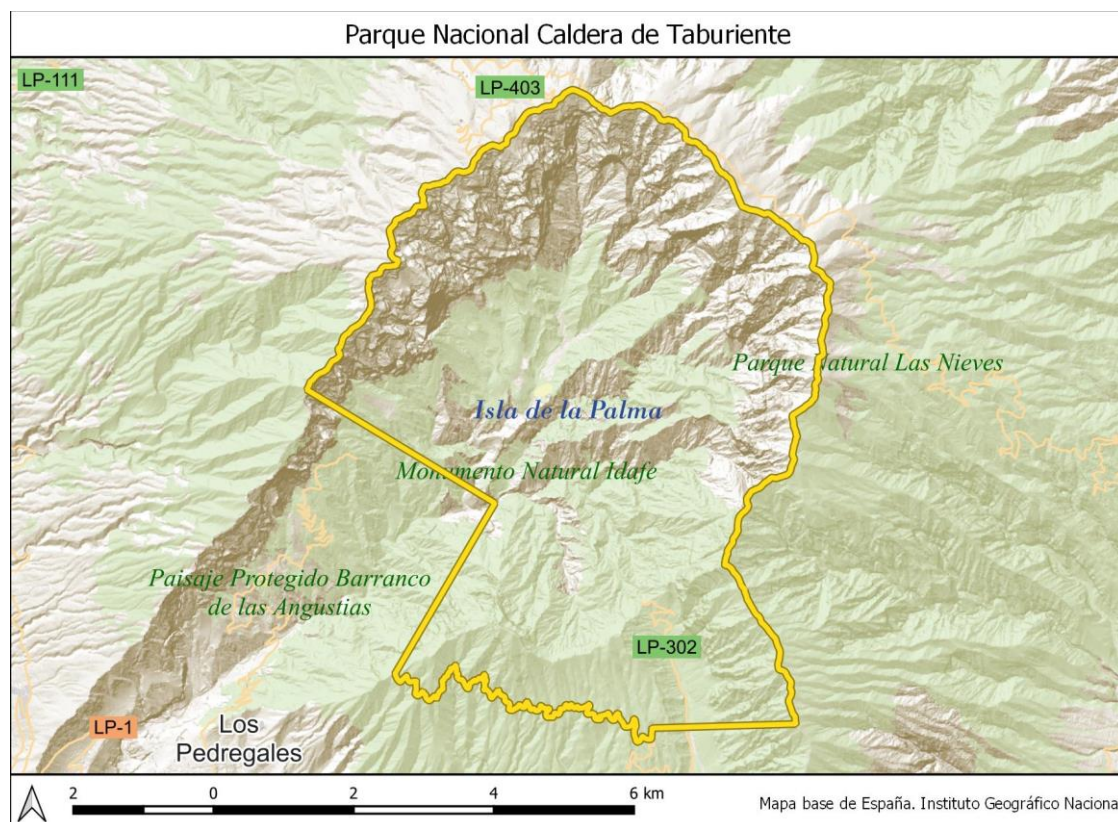 Parque Nacional Caldera de Taburiente
LP-111
LP-403
Parque Natural Las Nieves
Isla de la Palma
Monumento Natural Idafe
Paisaje Protegido Barranco
de las Angustias
LP-302
LP-1
Los
Pedregales
2 0 2 4 6 km
Mapa base de España. Instituto Geográfico Naciona